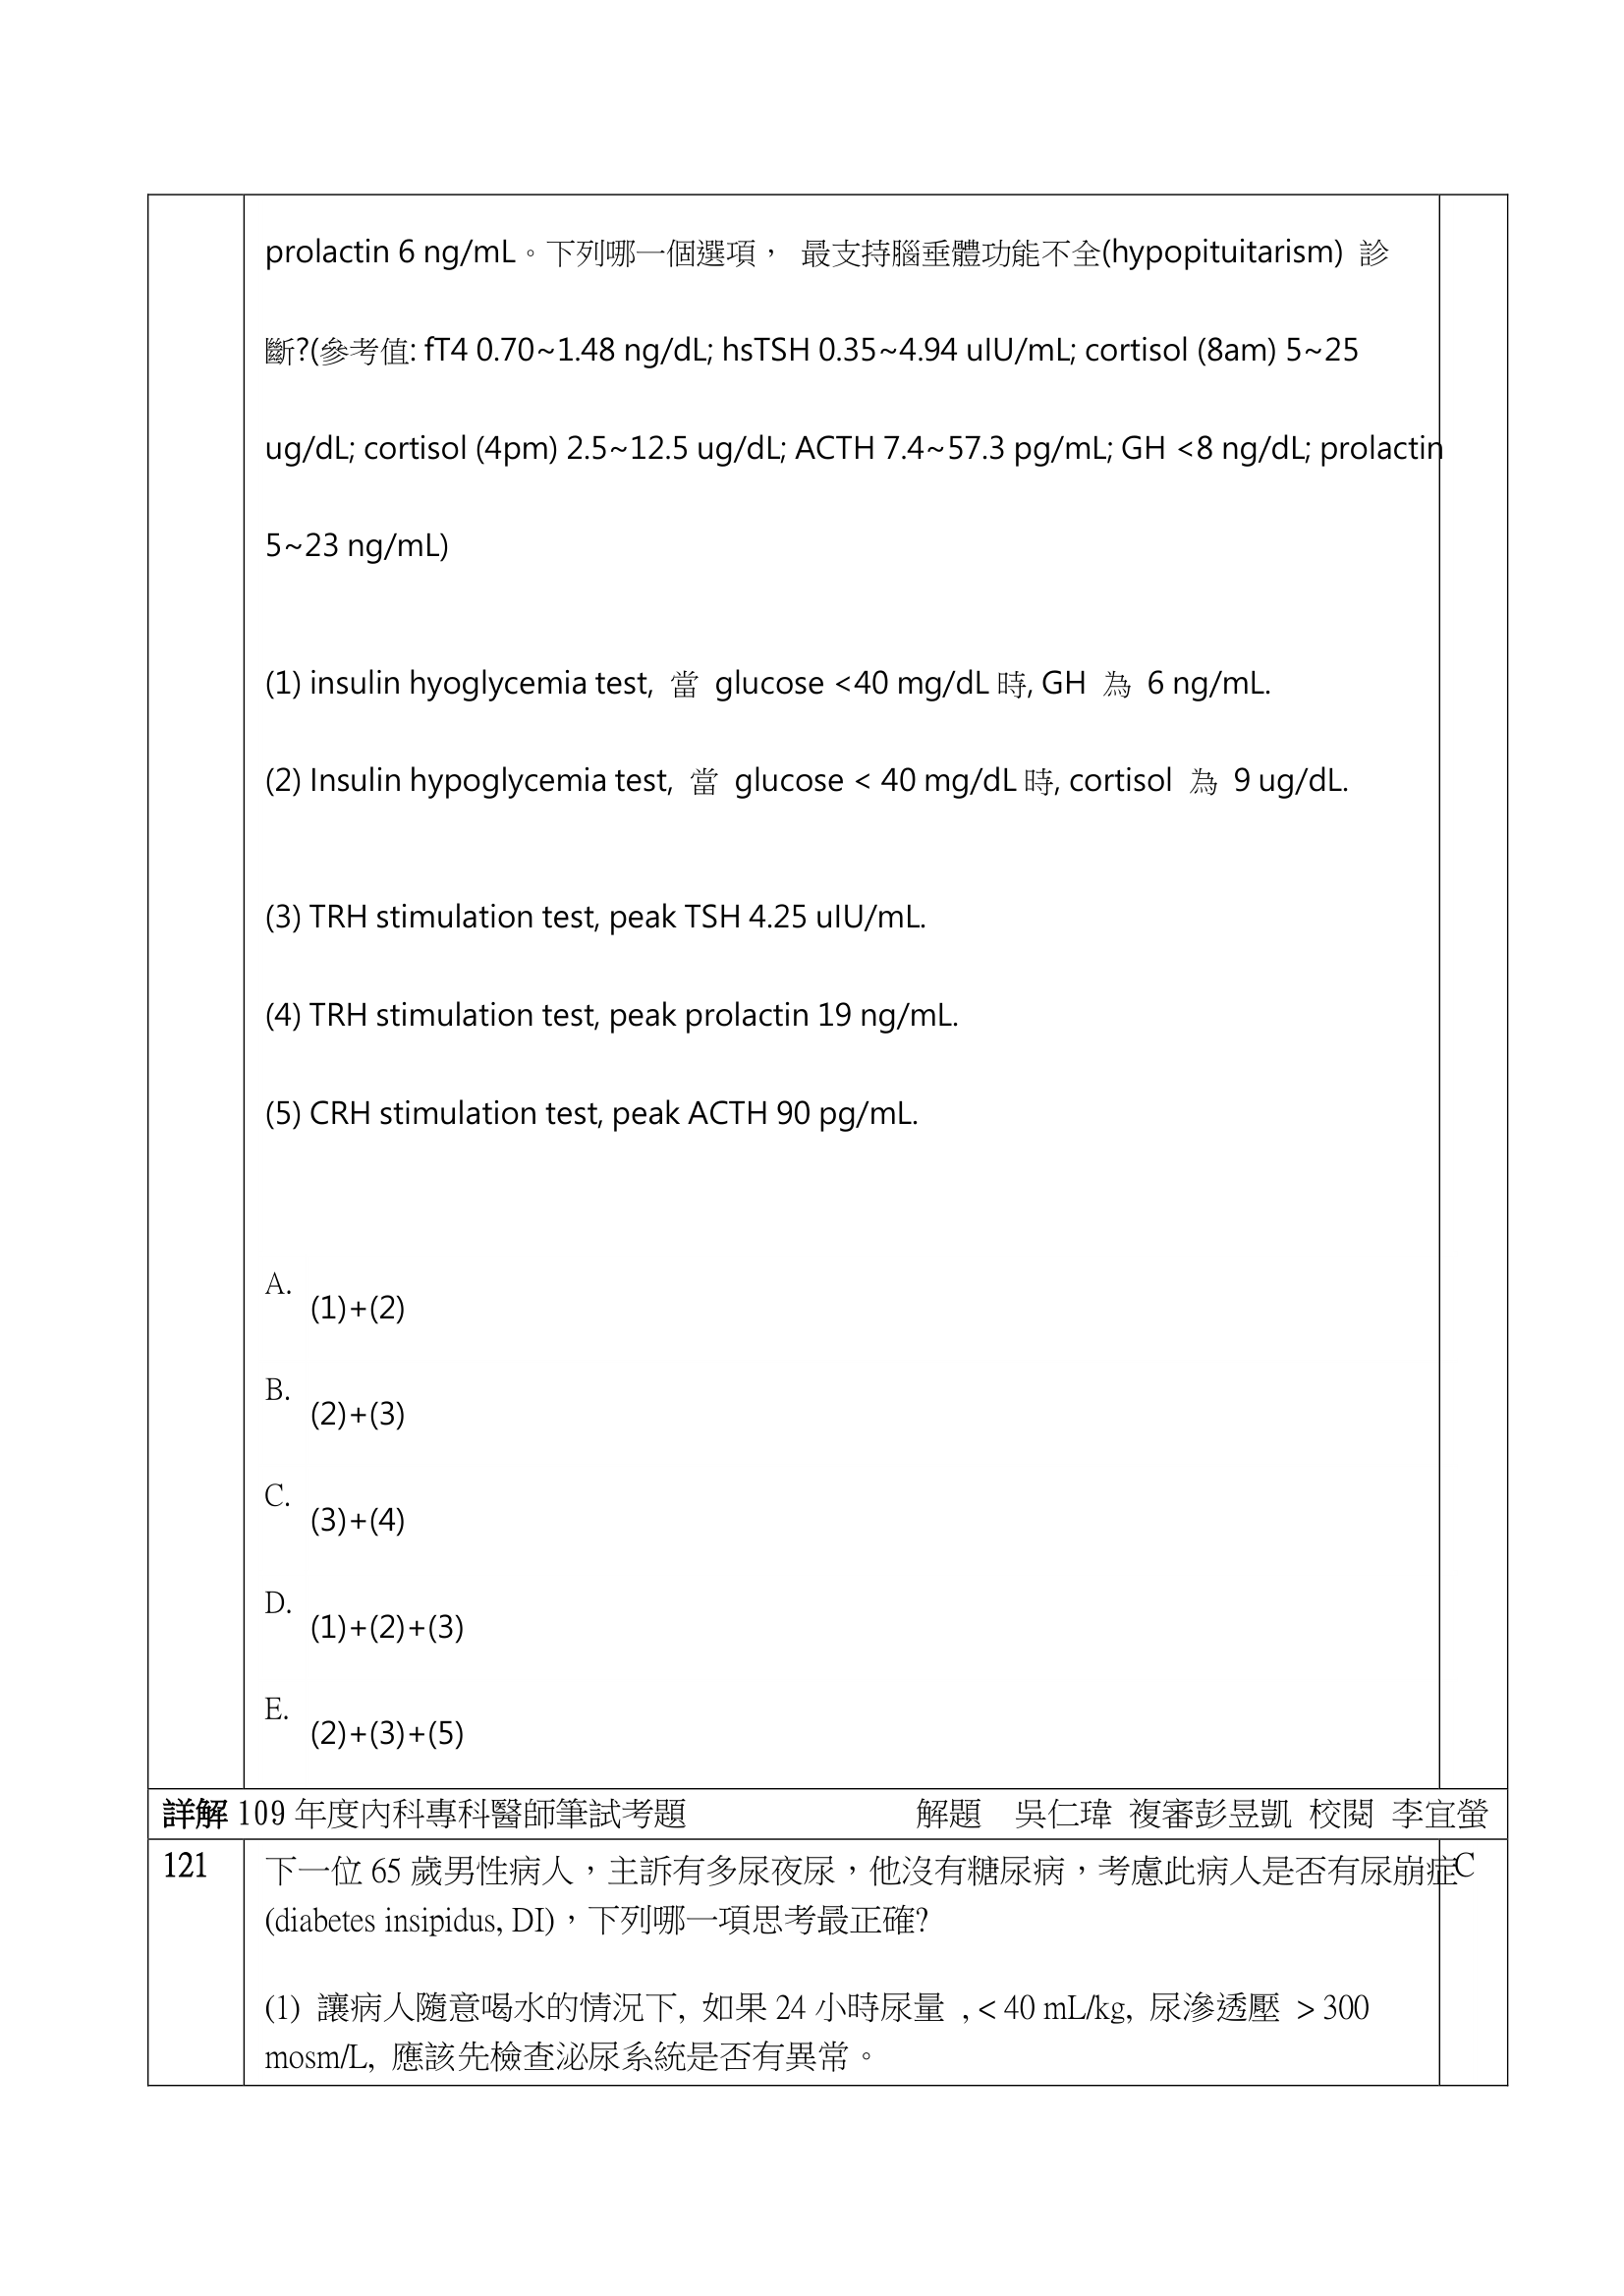 prolactin 6 ng/mL。下列哪一個選項， 最支持腦垂體功能不全(hypopituitarism) 診
斷?(參考值: fT4 0.70~1.48 ng/dL; hsTSH 0.35~4.94 uIU/mL; cortisol (8am) 5~25
ug/dL; cortisol (4pm) 2.5~12.5 ug/dL; ACTH 7.4~57.3 pg/mL; GH <8 ng/dL; prolactin
5~23 ng/mL)
(1) insulin hyoglycemia test, 當 glucose <40 mg/dL 時, GH 為 6 ng/mL.
(2) Insulin hypoglycemia test, 當 glucose < 40 mg/dL 時, cortisol 為 9 ug/dL.
(3) TRH stimulation test, peak TSH 4.25 uIU/mL.
(4) TRH stimulation test, peak prolactin 19 ng/mL.
(5) CRH stimulation test, peak ACTH 90 pg/mL.
A. (1)+(2)
B. (2)+(3)
C. (3)+(4)
D. (1)+(2)+(3)
E. (2)+(3)+(5)
詳解 109 年度內科專科醫師筆試考題 解題 吳仁瑋 複審彭昱凱 校閱 李宜螢
121 下一位 65 歲男性病人，主訴有多尿夜尿，他沒有糖尿病，考慮此病人是否有尿崩症 C
(diabetes insipidus, DI)，下列哪一項思考最正確?
(1) 讓病人隨意喝水的情況下, 如果 24 小時尿量 , < 40 mL/kg, 尿滲透壓 > 300
mosm/L, 應該先檢查泌尿系統是否有異常。